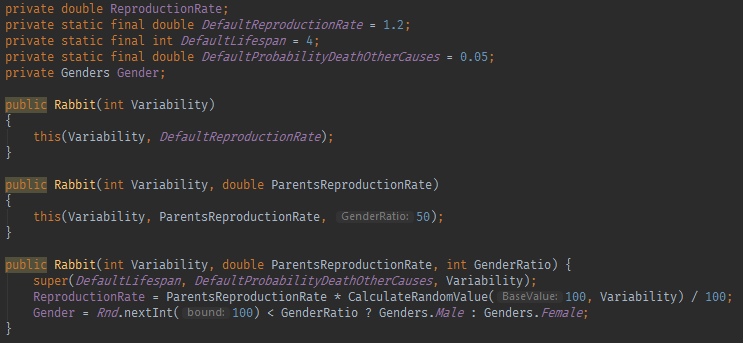 private double ReproductionRate;
private static final double DefaultReproductionRate = 1.2;
private static final int DefaultLifespan = 4;
private static final double DefaultProbabilityDeathOtherCauses = 0.05;
private Genders Gender;
public Rabbit(int Variability)
{
this(Variability, DefaultReproductionRate);
}
public Rabbit(int Variability, double ParentsReproductionRate)
{
this(Variability, ParentsReproductionRate, GenderRatio: 50);
}
public Rabbit(int Variability, double ParentsReproductionRate, int GenderRatio) {
super(DefaultLifespan, DefaultProbabilityDeathOtherCauses, Variability);
ReproductionRate = ParentsReproductionRate * CalculateRandomValue( BaseValue: 100, Variability) / 100;
Gender = Rnd.nextInt( bound: 100) < GenderRatio ? Genders.Male : Genders.Female;
}